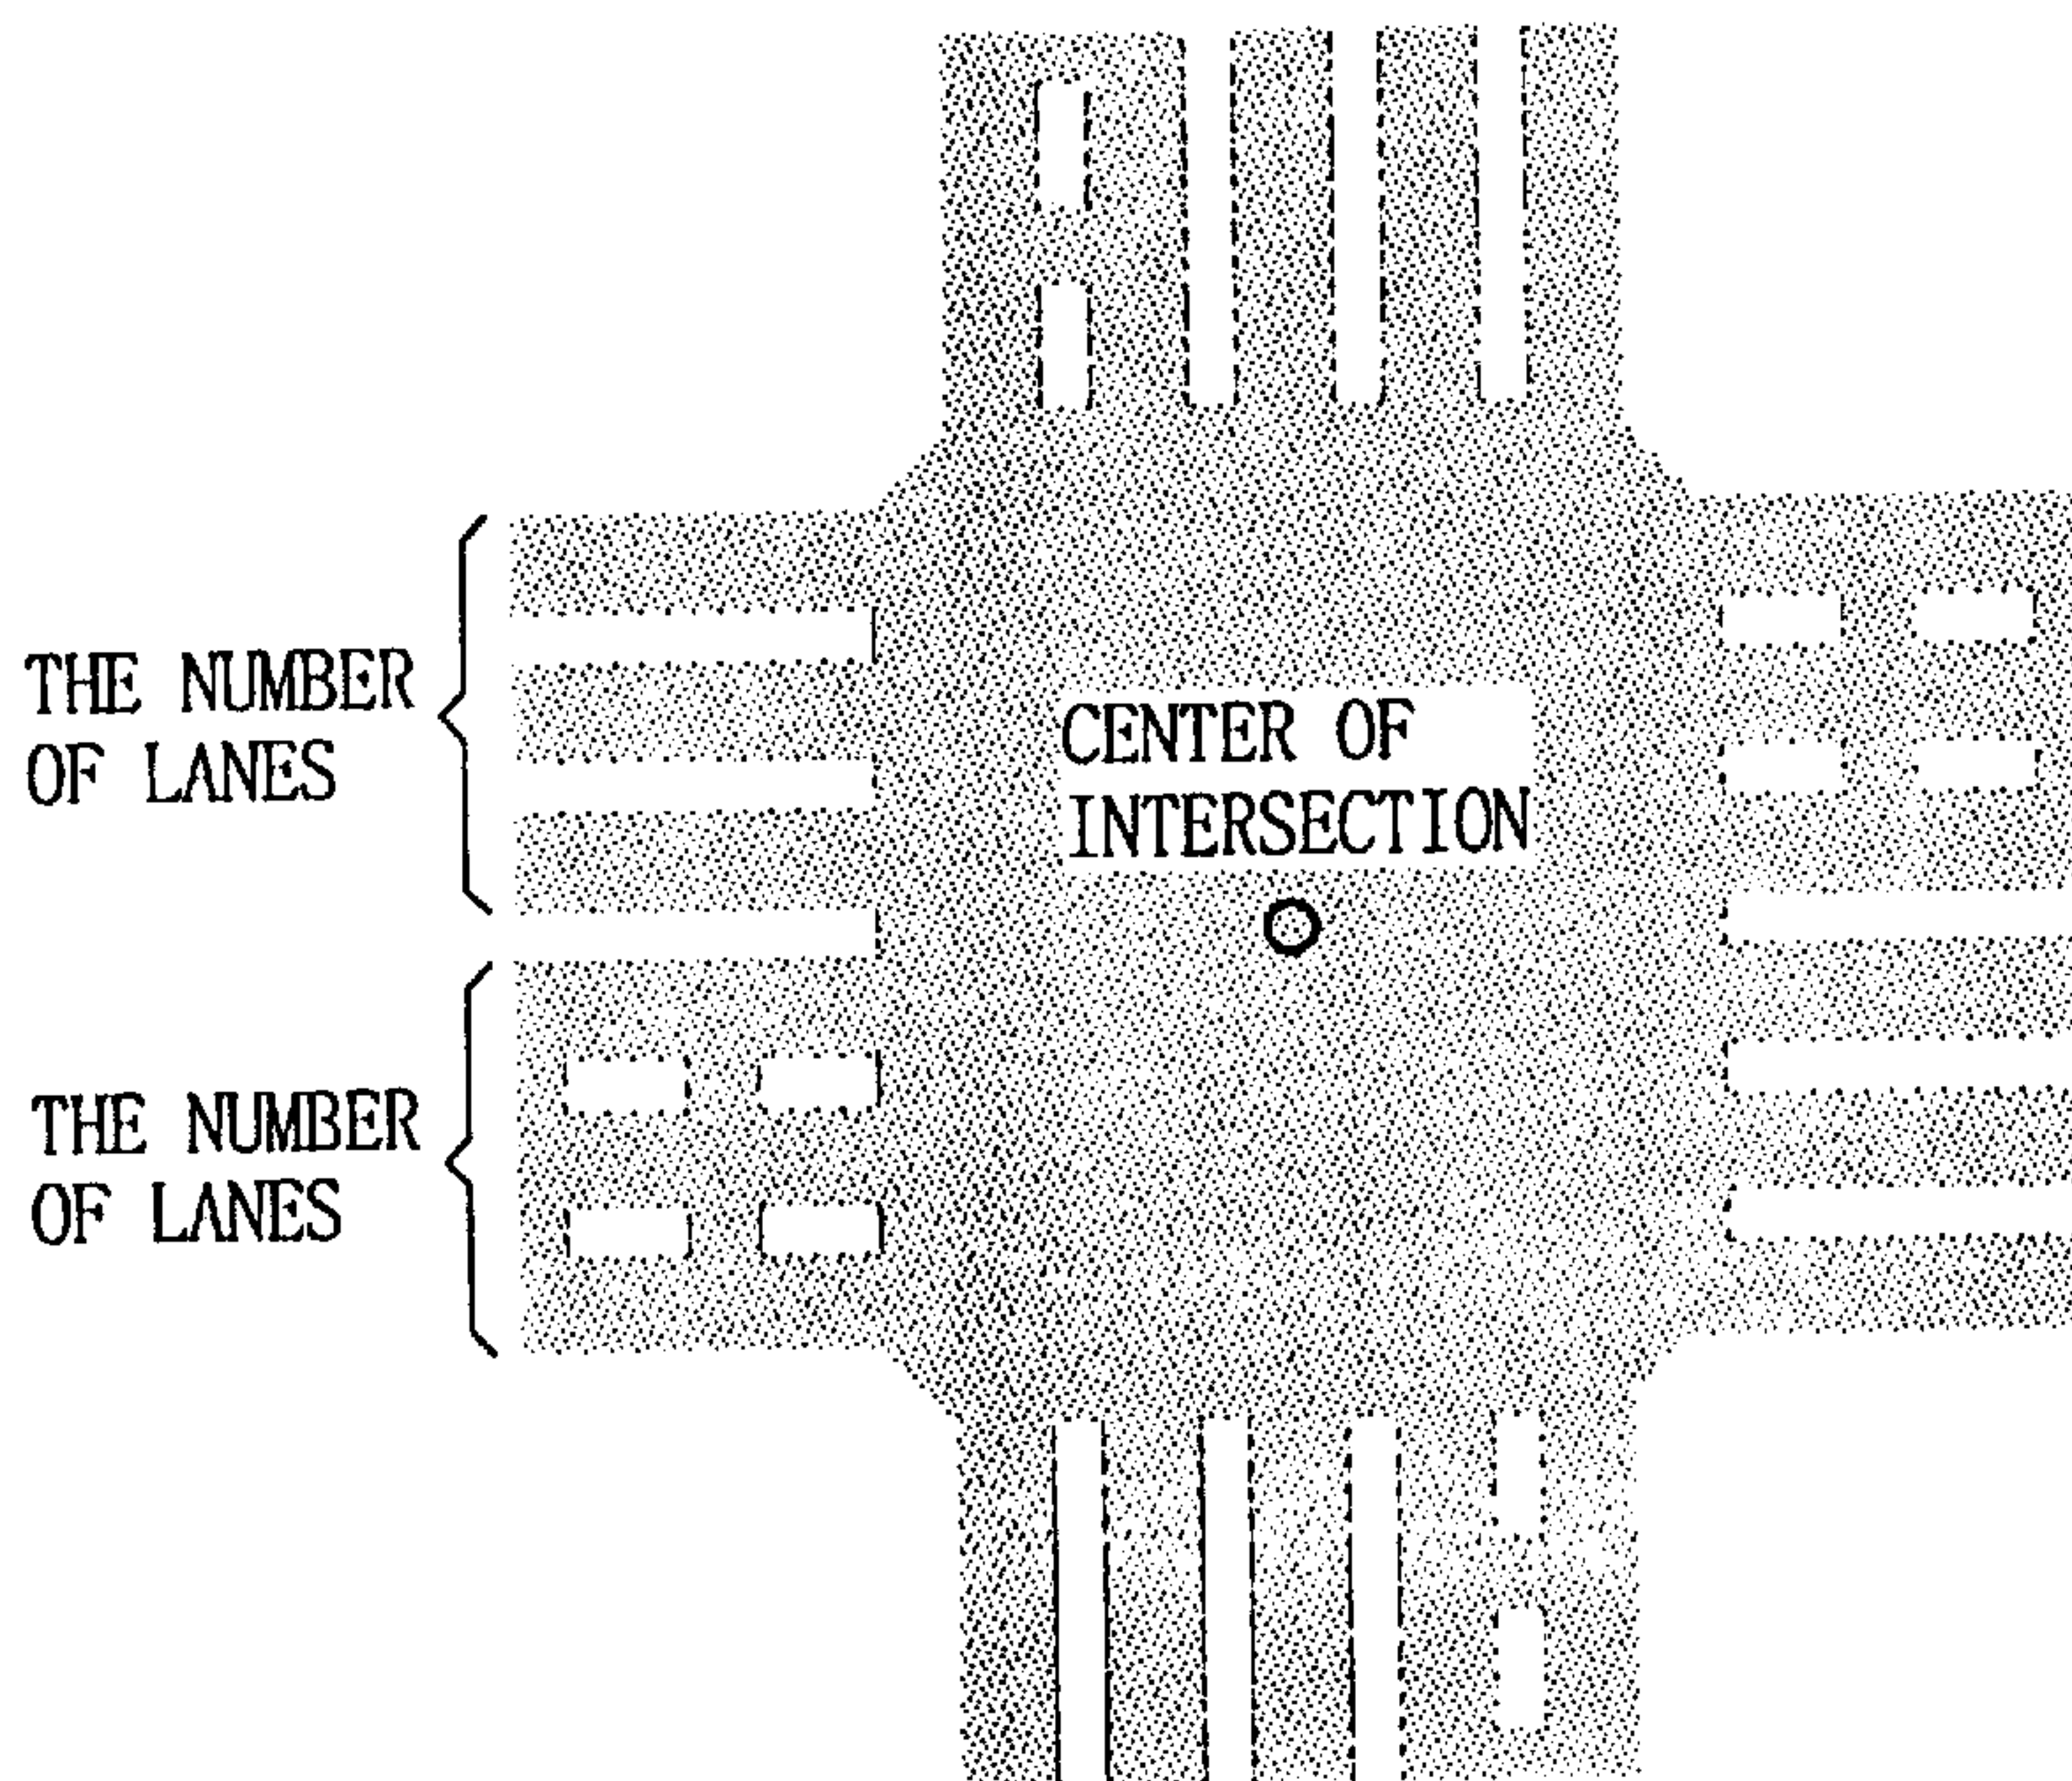 THE NUMBER
OF LANES
CENTER OF
INTERSECTION
THE NUMBER
OF LANES